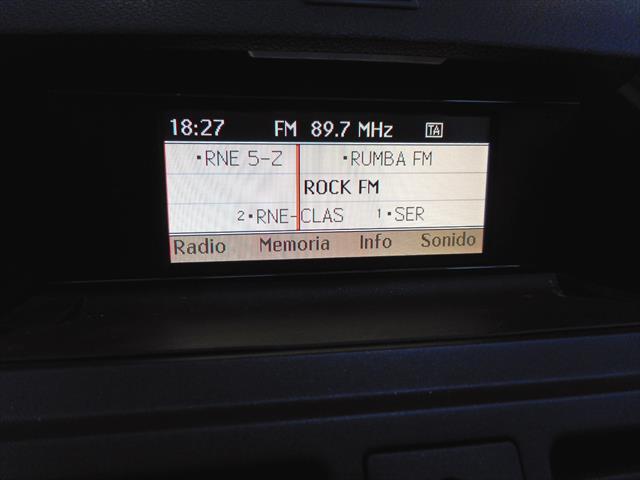 18:27 FM 89.7 MHz TA
·RNE 5-Z ·RUMBA FM
ROCK FM
2·RNE-CLAS 1·SER
Radio Memoria Info Sonido